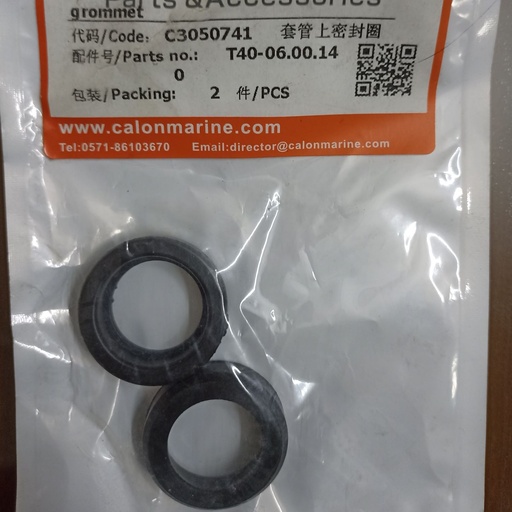 Parts & Accessories
grommet
代码/Code: C3050741 套管上密封圈
配件号/Parts no.: T40-06.00.14
0
包装/Packing: 2 件/PCS
www.calonmarine.com
Tel:0571-86103670 Email:director@calonmarine.com